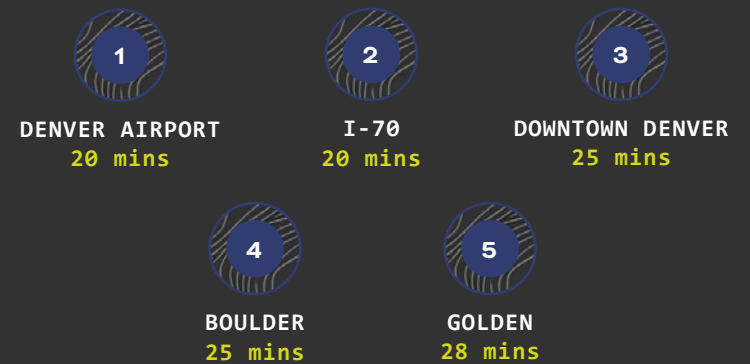 1
2
3
DENVER AIRPORT
I-70
DOWNTOWN DENVER
20 mins
20 mins
25 mins
4
5
BOULDER
GOLDEN
25 mins
28 mins